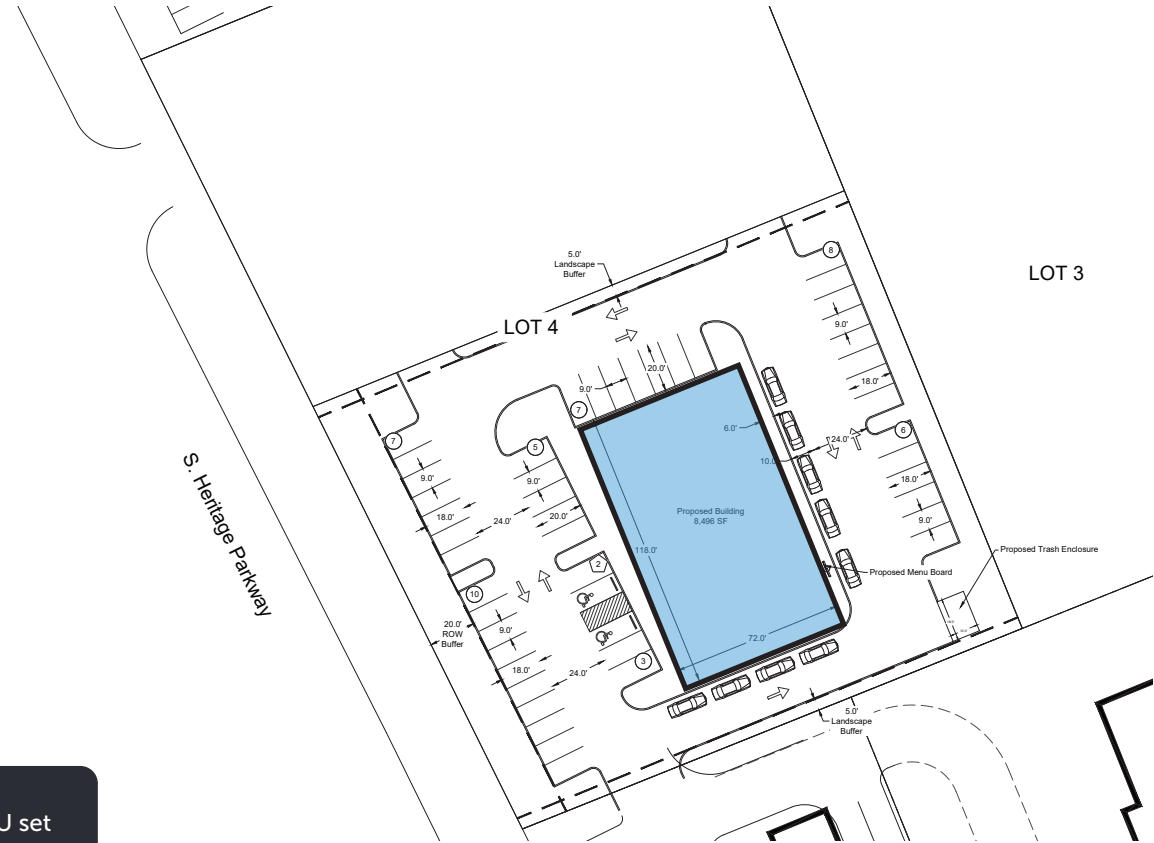 5.0'
Landscape
Buffer
LOT 3
LOT 4
8
9.0'
18.0'
20.0'
9.0'
7
6.0'
24.0'
10.0'
6
18.0'
9.0'
7
9.0'
18.0'
5
9.0'
24.0'
20.0'
Proposed Building
8,496 SF
118.0'
72.0'
S. Heritage Parkway
Proposed Trash Enclosure
Proposed Menu Board
2
10
9.0'
20.0'
ROW
Buffer
18.0'
24.0'
3
5.0'
Landscape
Buffer
U set